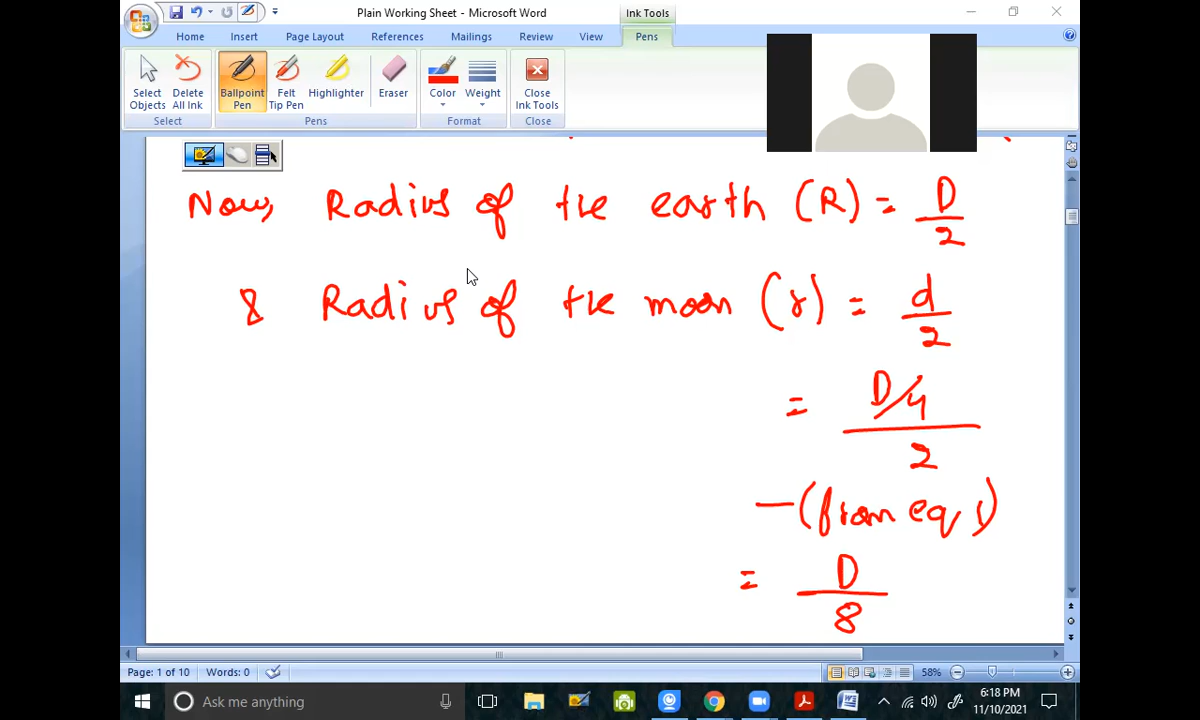 Plain Working Sheet - Microsoft Word
Ink Tools
Home Insert Page Layout References Mailings Review View Pens
Select Objects
Delete All Ink
Ballpoint Pen
Felt Tip Pen
Highlighter
Eraser
Color
Weight
Close Ink Tools
Select
Pens
Format
Close
Now, Radius of the earth (R) = D/2
& Radius of the moon (r) = d/2
= D/4/2
— (from eq 1)
= D/8
Page: 1 of 10 Words: 0 58%
Ask me anything
6:18 PM
11/10/2021